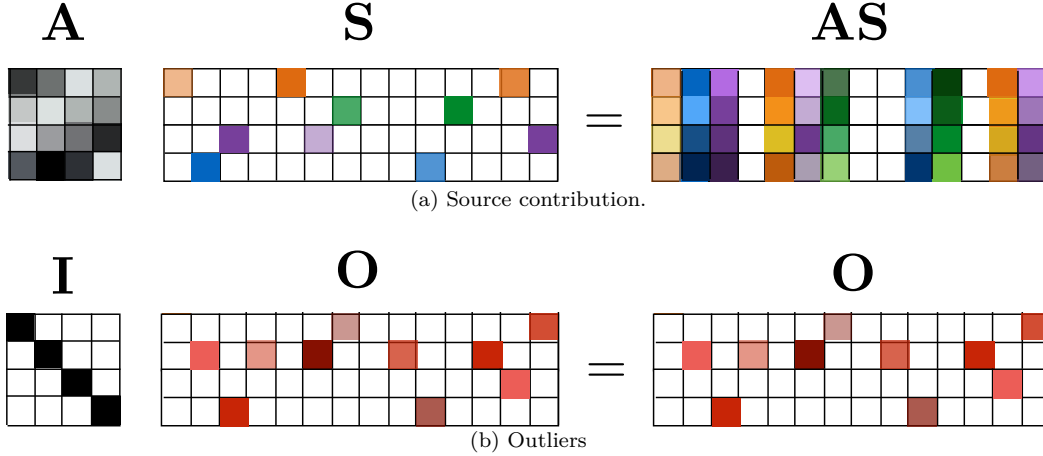 A S AS
=
(a) Source contribution.
I O O
=
(b) Outliers